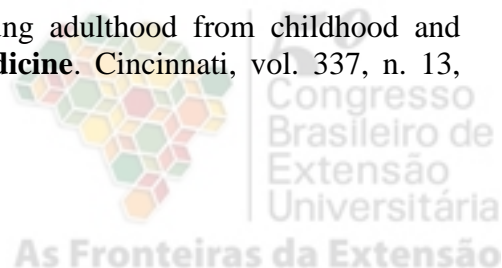 ng adulthood from childhood and
dicine. Cincinnati, vol. 337, n. 13,
5º
Congresso
Brasileiro de
Extensão
Universitária
As Fronteiras da Extensão